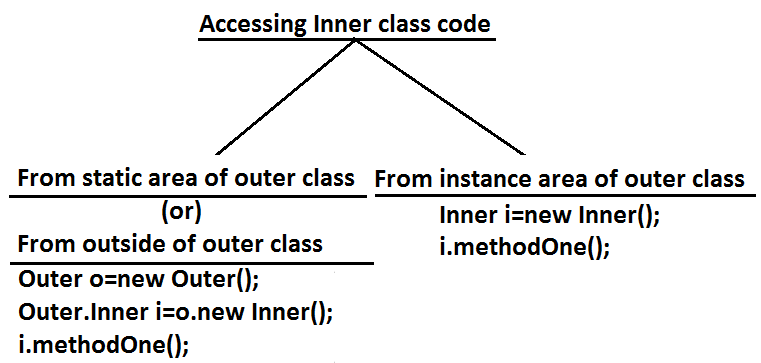 Accessing Inner class code
From static area of outer class
(or)
From outside of outer class
Outer o=new Outer();
Outer.Inner i=o.new Inner();
i.methodOne();
From instance area of outer class
Inner i=new Inner();
i.methodOne();